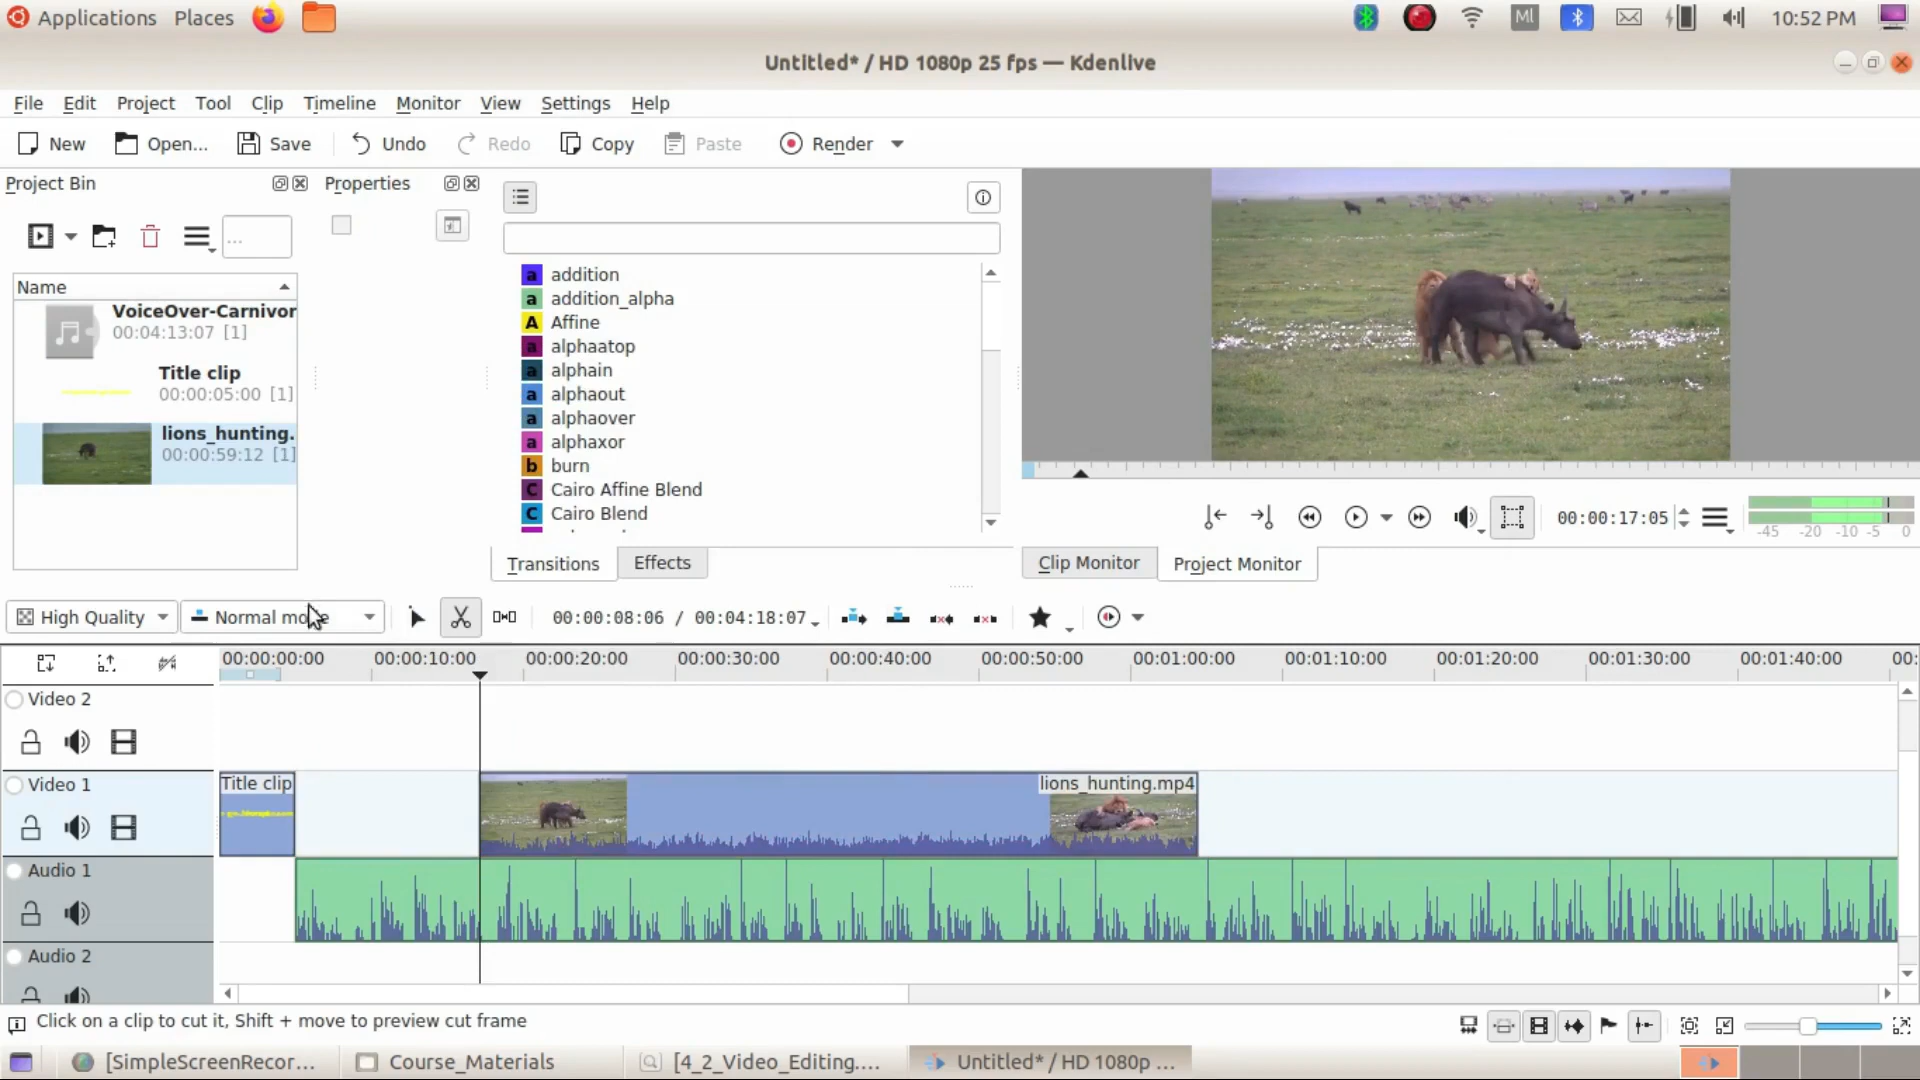 Applications Places Ml 10:52 PM
Untitled* / HD 1080p 25 fps — Kdenlive
File Edit Project Tool Clip Timeline Monitor View Settings Help
New Open... Save Undo Redo Copy Paste Render
Project Bin Properties
...
Name
VoiceOver-Carnivor
00:04:13:07 [1]
Title clip
00:00:05:00 [1]
lions_hunting.
00:00:59:12 [1]
a addition
a addition_alpha
A Affine
a alphaatop
a alphain
a alphaout
a alphaover
a alphaxor
b burn
C Cairo Affine Blend
C Cairo Blend
00:00:17:05
-45 -20 -10 -5 0
Transitions Effects Clip Monitor Project Monitor
High Quality Normal mode 00:00:08:06 / 00:04:18:07
00:00:00:00 00:00:10:00 00:00:20:00 00:00:30:00 00:00:40:00 00:00:50:00 00:01:00:00 00:01:10:00 00:01:20:00 00:01:30:00 00:01:40:00 00:
Video 2
Video 1
Title clip lions_hunting.mp4
Audio 1
Audio 2
Click on a clip to cut it, Shift + move to preview cut frame
[SimpleScreenRecor... Course_Materials [4_2_Video_Editing.... Untitled* / HD 1080p ...